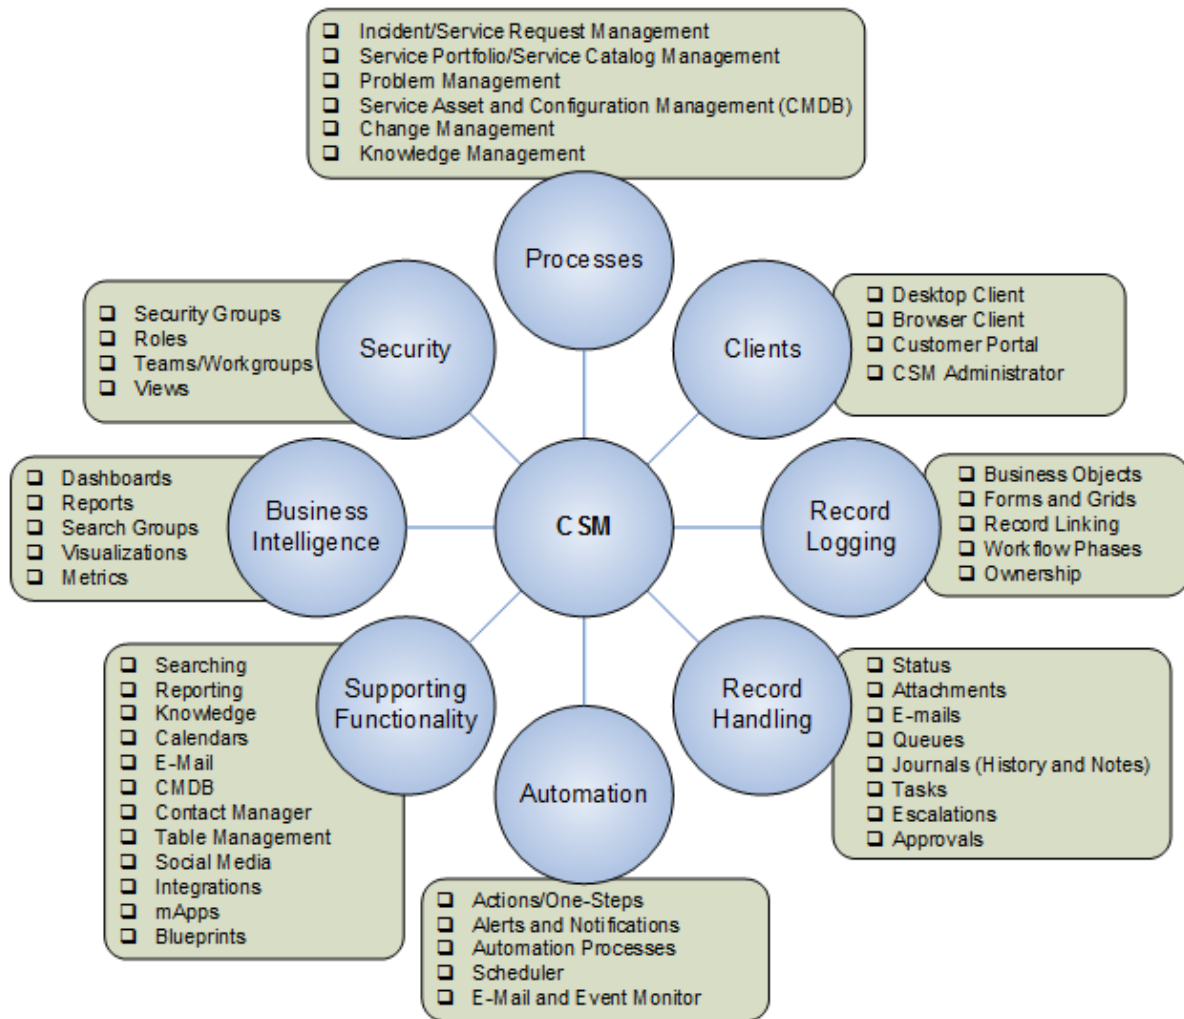 Incident/Service Request Management
Service Portfolio/Service Catalog Management
Problem Management
Service Asset and Configuration Management (CMDB)
Change Management
Knowledge Management
Processes
Security Groups
Roles
Teams/Workgroups
Views
Security
Clients
Desktop Client
Browser Client
Customer Portal
CSM Administrator
Dashboards
Reports
Search Groups
Visualizations
Metrics
Business
Intelligence
CSM
Record
Logging
Business Objects
Forms and Grids
Record Linking
Workflow Phases
Ownership
Searching
Reporting
Knowledge
Calendars
E-Mail
CMDB
Contact Manager
Table Management
Social Media
Integrations
mApps
Blueprints
Supporting
Functionality
Automation
Record
Handling
Status
Attachments
E-mails
Queues
Journals (History and Notes)
Tasks
Escalations
Approvals
Actions/One-Steps
Alerts and Notifications
Automation Processes
Scheduler
E-Mail and Event Monitor